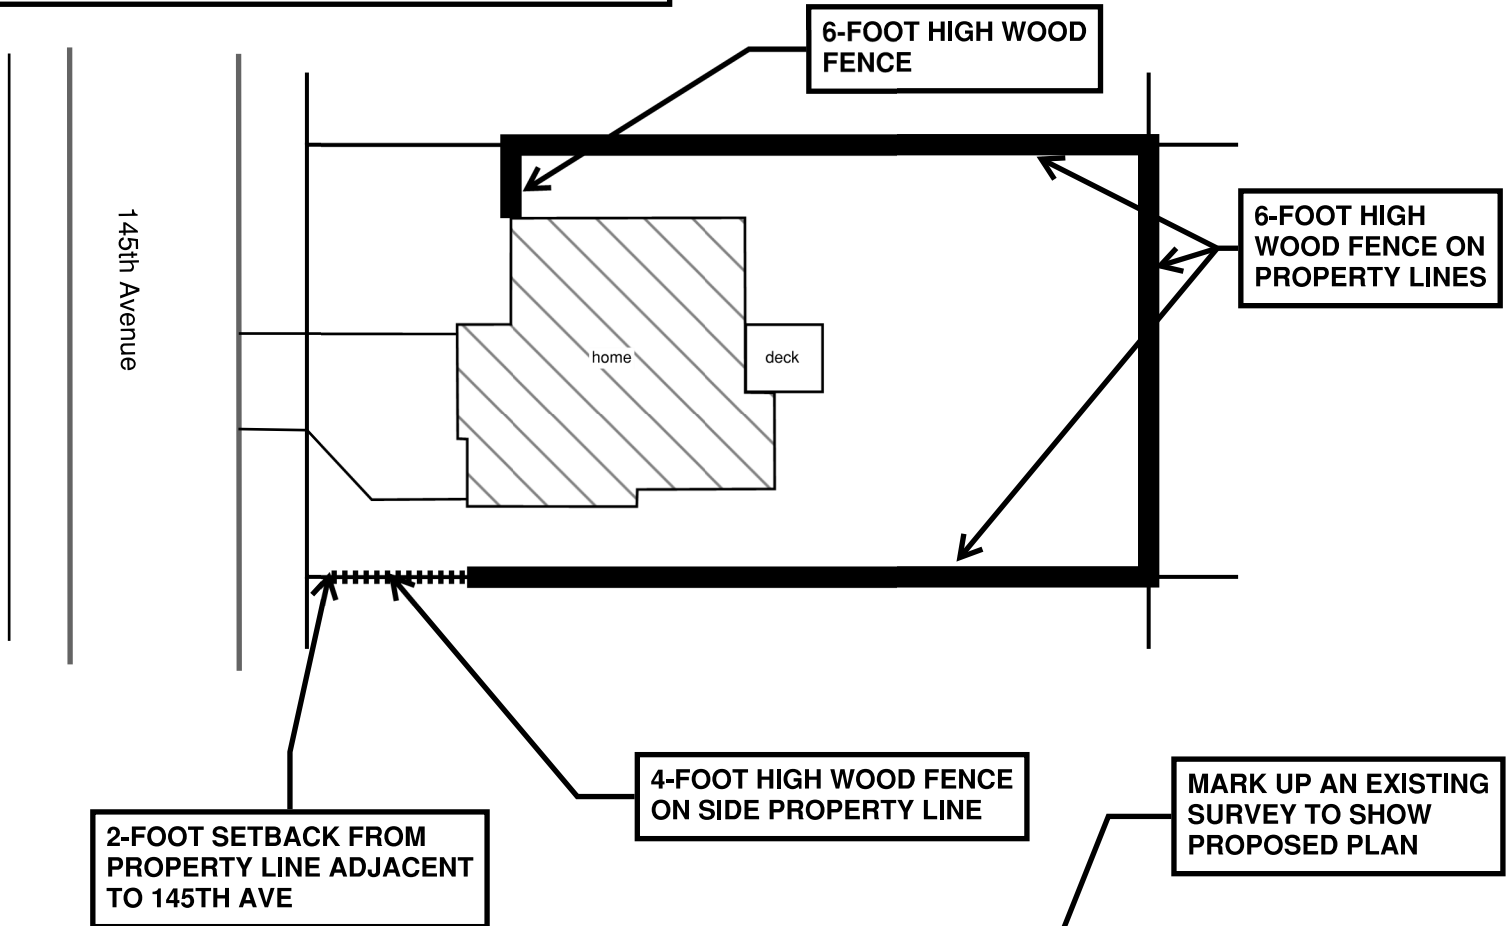 6-FOOT HIGH WOOD
FENCE
6-FOOT HIGH
WOOD FENCE ON
PROPERTY LINES
145th Avenue
home
deck
4-FOOT HIGH WOOD FENCE
ON SIDE PROPERTY LINE
MARK UP AN EXISTING
SURVEY TO SHOW
PROPOSED PLAN
2-FOOT SETBACK FROM
PROPERTY LINE ADJACENT
TO 145TH AVE